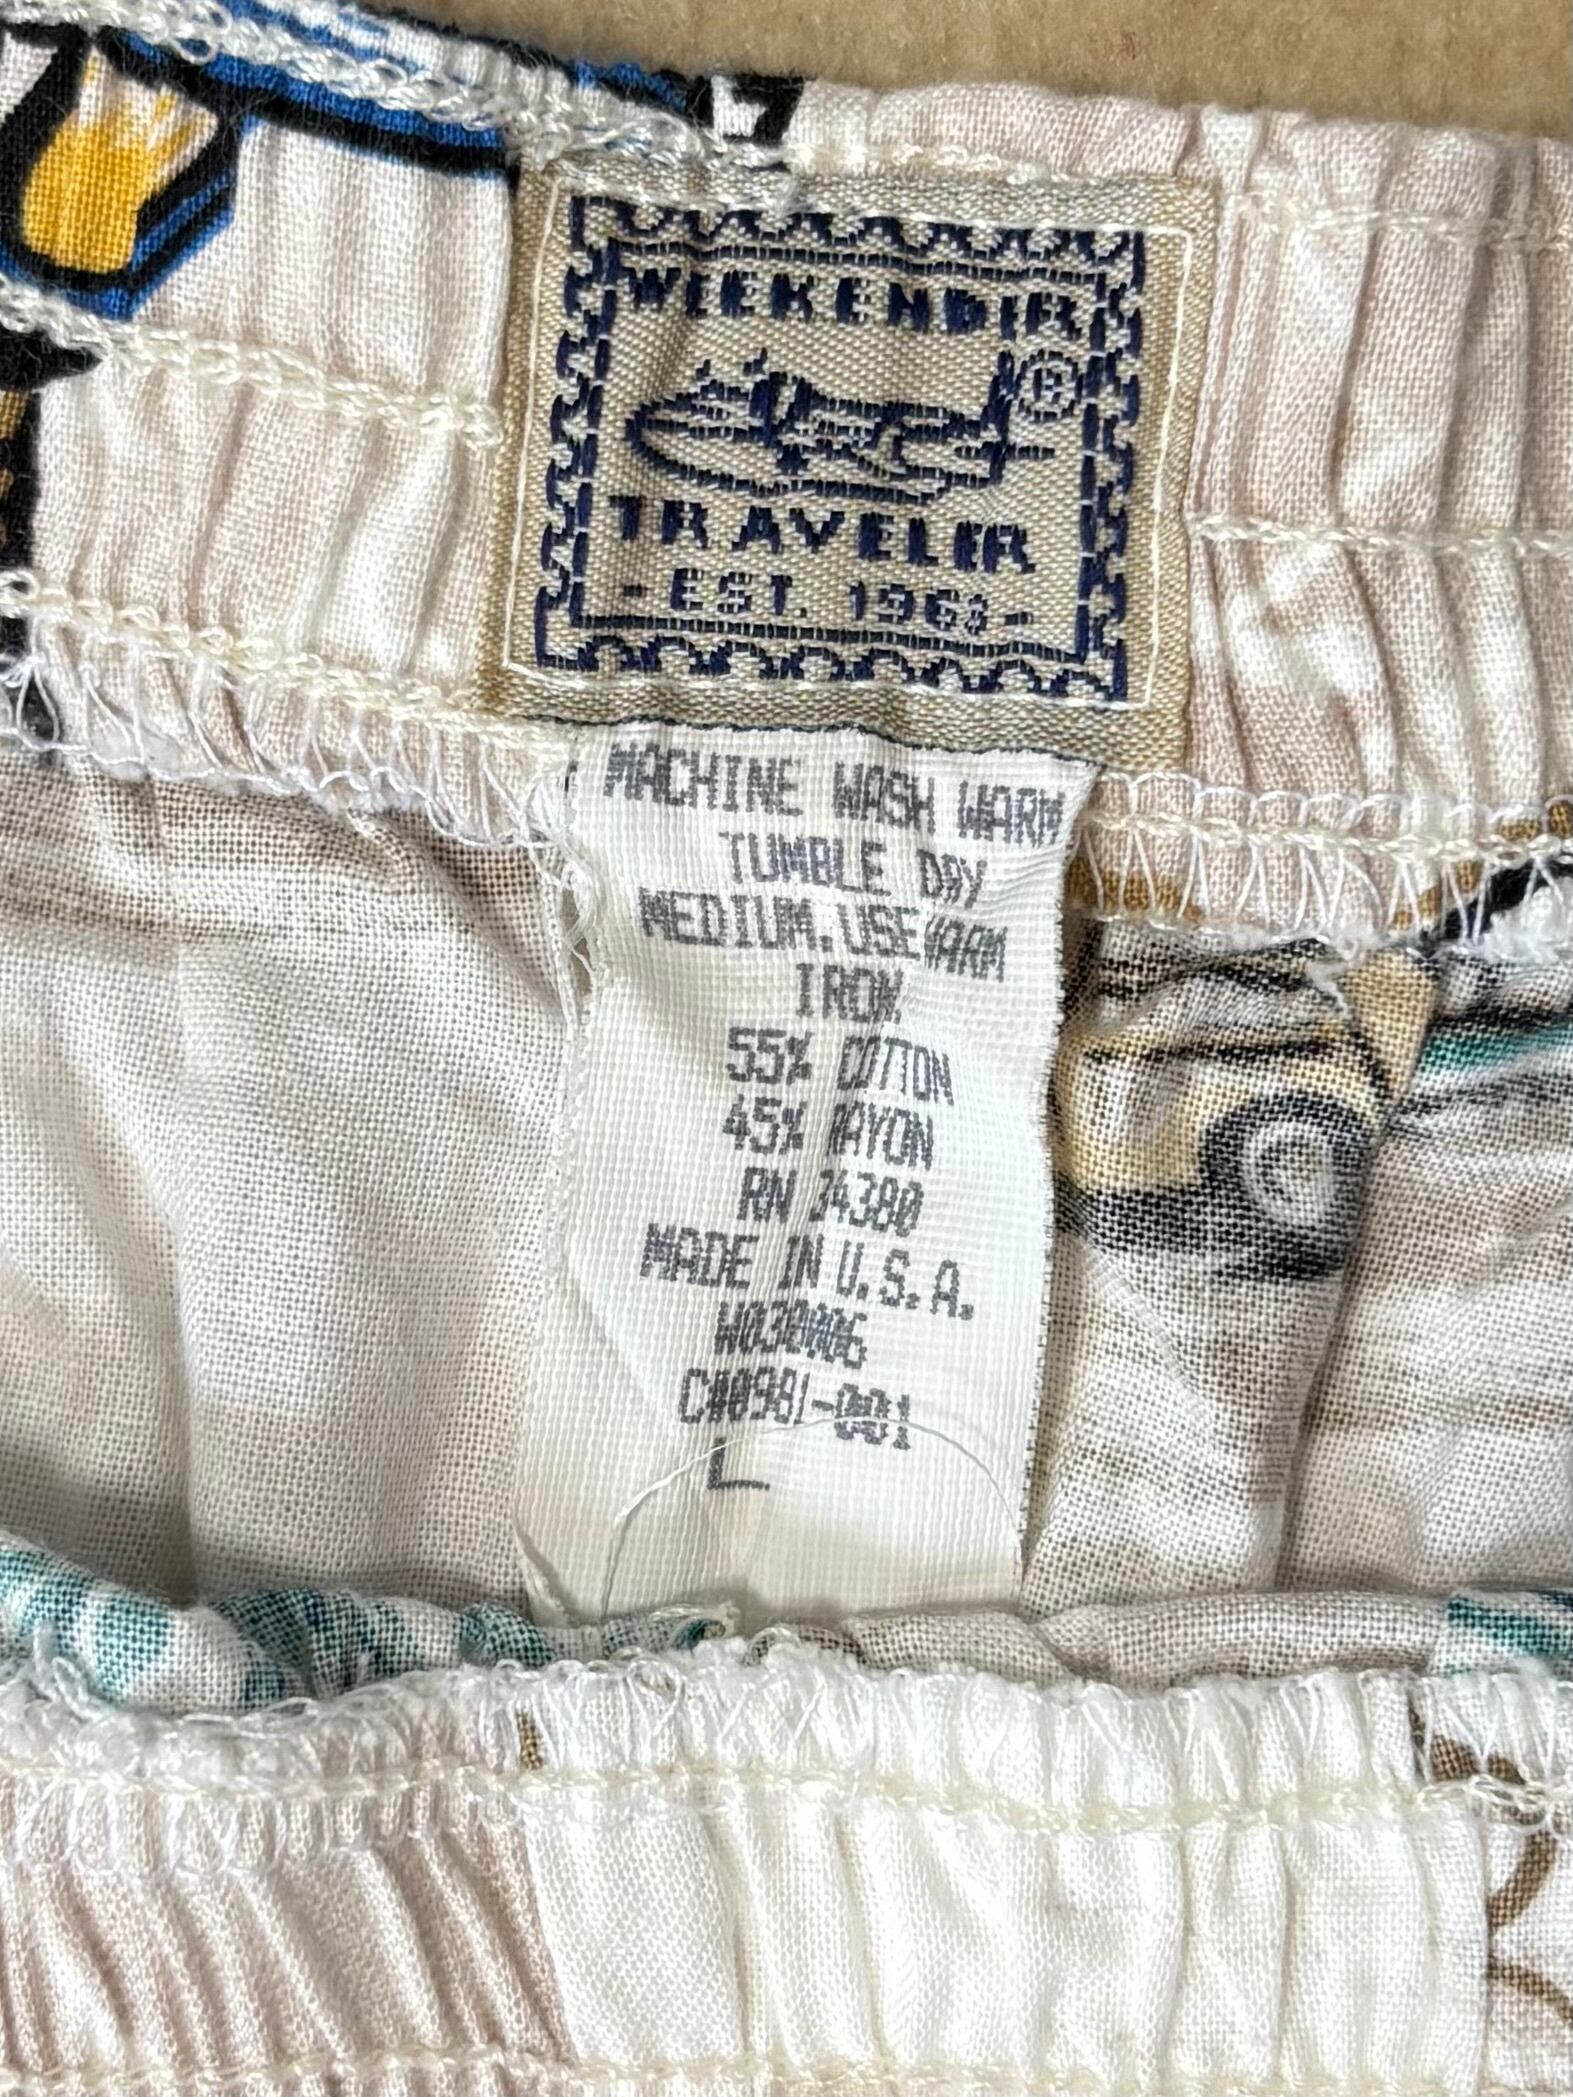 WEEKENDER
®
TRAVELER
-EST. 1968-
MACHINE WASH WARM
TUMBLE DRY
MEDIUM.USE WARM
IRON.
55% COTTON
45% RAYON
RN 34380
MADE IN U.S.A.
W030006
C00981-001
L